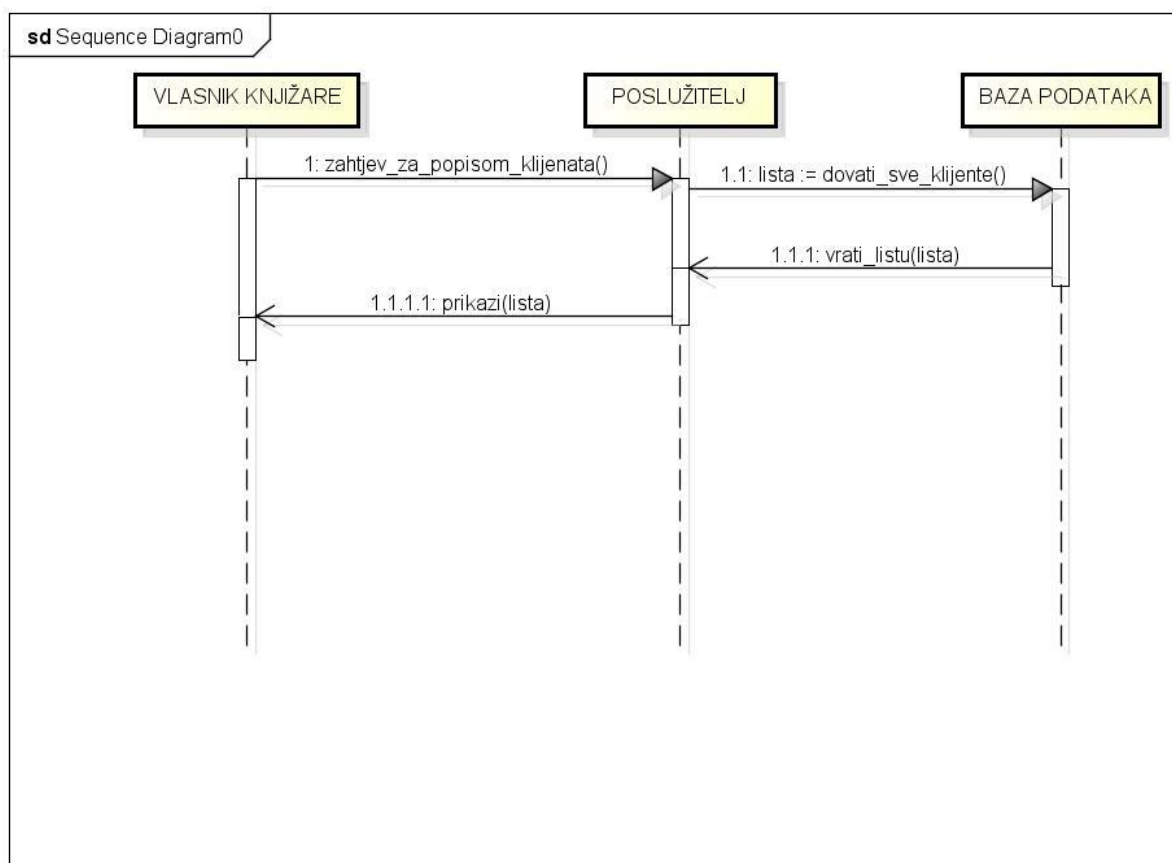 sd Sequence Diagram0
VLASNIK KNJIŽARE
POSLUŽITELJ
BAZA PODATAKA
1: zahtjev_za_popisom_klijenata()
1.1: lista := dovati_sve_klijente()
1.1.1: vrati_listu(lista)
1.1.1.1: prikazi(lista)